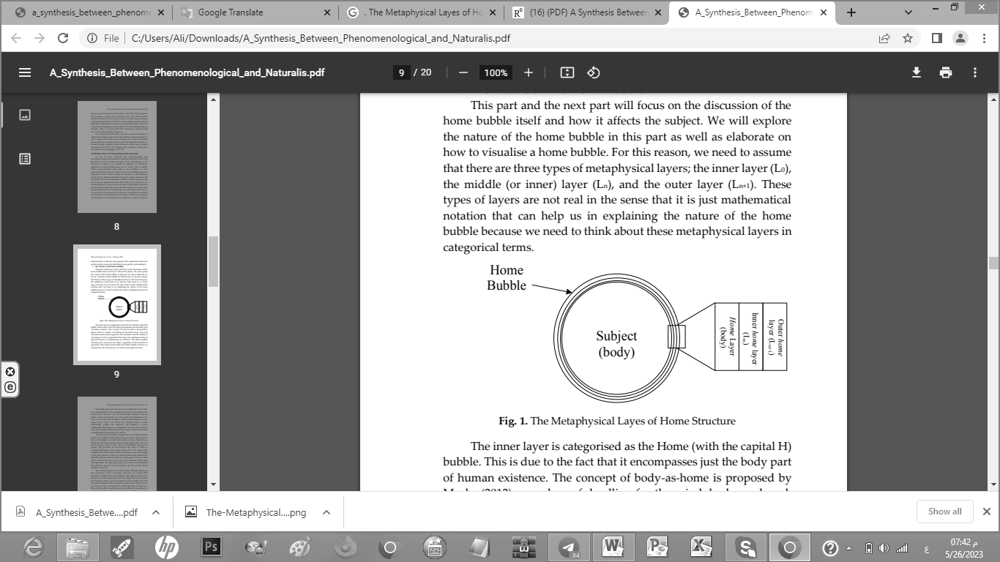 a_synthesis_between_phenome
Google Translate
. The Metaphysical Layes of Ho
(16) (PDF) A Synthesis Between
A_Synthesis_Between_Phenom
File
C:/Users/Ali/Downloads/A_Synthesis_Between_Phenomenological_and_Naturalis.pdf
A_Synthesis_Between_Phenomenological_and_Naturalis.pdf
9 / 20
100%
8
9
This part and the next part will focus on the discussion of the
home bubble itself and how it affects the subject. We will explore
the nature of the home bubble in this part as well as elaborate on
how to visualise a home bubble. For this reason, we need to assume
that there are three types of metaphysical layers; the inner layer (L0),
the middle (or inner) layer (Ln), and the outer layer (Ln+1). These
types of layers are not real in the sense that it is just mathematical
notation that can help us in explaining the nature of the home
bubble because we need to think about these metaphysical layers in
categorical terms.
Home
Bubble
Subject
(body)
Outer home
layer (Ln+1)
Inner home layer
(Ln)
Home Layer
(body)
Fig. 1. The Metaphysical Layes of Home Structure
The inner layer is categorised as the Home (with the capital H)
bubble. This is due to the fact that it encompasses just the body part
of human existence. The concept of body-as-home is proposed by
A_Synthesis_Betwe....pdf
The-Metaphysical....png
Show all
hp
Ps
.94
ع
07:42 م
5/26/2023